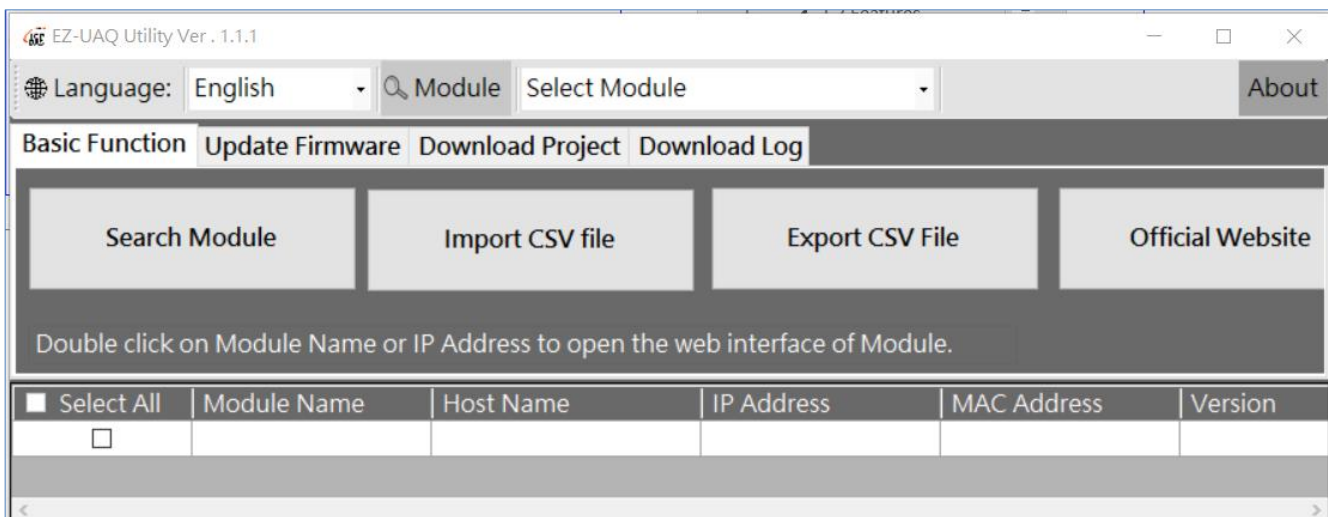 EZ-UAQ Utility Ver . 1.1.1
Language: English Module Select Module About
Basic Function Update Firmware Download Project Download Log
Search Module Import CSV file Export CSV File Official Website
Double click on Module Name or IP Address to open the web interface of Module.
Select All Module Name Host Name IP Address MAC Address Version